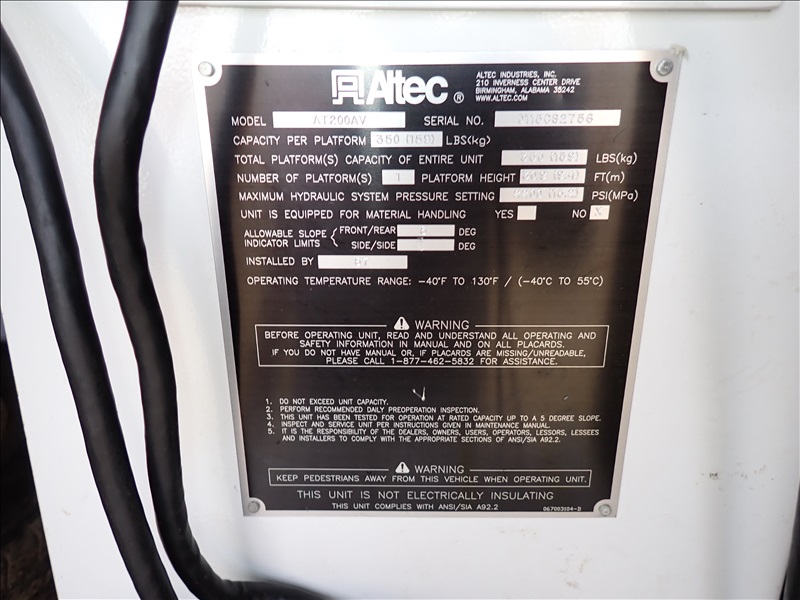 Altec®
ALTEC INDUSTRIES, INC.
210 INVERNESS CENTER DRIVE
BIRMINGHAM, ALABAMA 35242
WWW.ALTEC.COM
MODEL AT200AV SERIAL NO.
CAPACITY PER PLATFORM 350 (159) LBS(kg)
TOTAL PLATFORM(S) CAPACITY OF ENTIRE UNIT LBS(kg)
NUMBER OF PLATFORM(S) 1 PLATFORM HEIGHT FT(m)
MAXIMUM HYDRAULIC SYSTEM PRESSURE SETTING PSI(MPa)
UNIT IS EQUIPPED FOR MATERIAL HANDLING YES NO X
ALLOWABLE SLOPE INDICATOR LIMITS { FRONT/REAR DEG
SIDE/SIDE DEG
INSTALLED BY
OPERATING TEMPERATURE RANGE: -40°F TO 130°F / (-40°C TO 55°C)
⚠ WARNING
BEFORE OPERATING UNIT, READ AND UNDERSTAND ALL OPERATING AND
SAFETY INFORMATION IN MANUAL AND ON ALL PLACARDS.
IF YOU DO NOT HAVE MANUAL OR, IF PLACARDS ARE MISSING/UNREADABLE,
PLEASE CALL 1-877-462-5832 FOR ASSISTANCE.
1. DO NOT EXCEED UNIT CAPACITY.
2. PERFORM RECOMMENDED DAILY PREOPERATION INSPECTION.
3. THIS UNIT HAS BEEN TESTED FOR OPERATION AT RATED CAPACITY UP TO A 5 DEGREE SLOPE.
4. INSPECT AND SERVICE UNIT PER INSTRUCTIONS GIVEN IN MAINTENANCE MANUAL.
5. IT IS THE RESPONSIBILITY OF THE DEALERS, OWNERS, USERS, OPERATORS, LESSORS, LESSEES
AND INSTALLERS TO COMPLY WITH THE APPROPRIATE SECTIONS OF ANSI/SIA A92.2.
⚠ WARNING
KEEP PEDESTRIANS AWAY FROM THIS VEHICLE WHEN OPERATING UNIT.
THIS UNIT IS NOT ELECTRICALLY INSULATING
THIS UNIT COMPLIES WITH ANSI/SIA A92.2
067003104-D